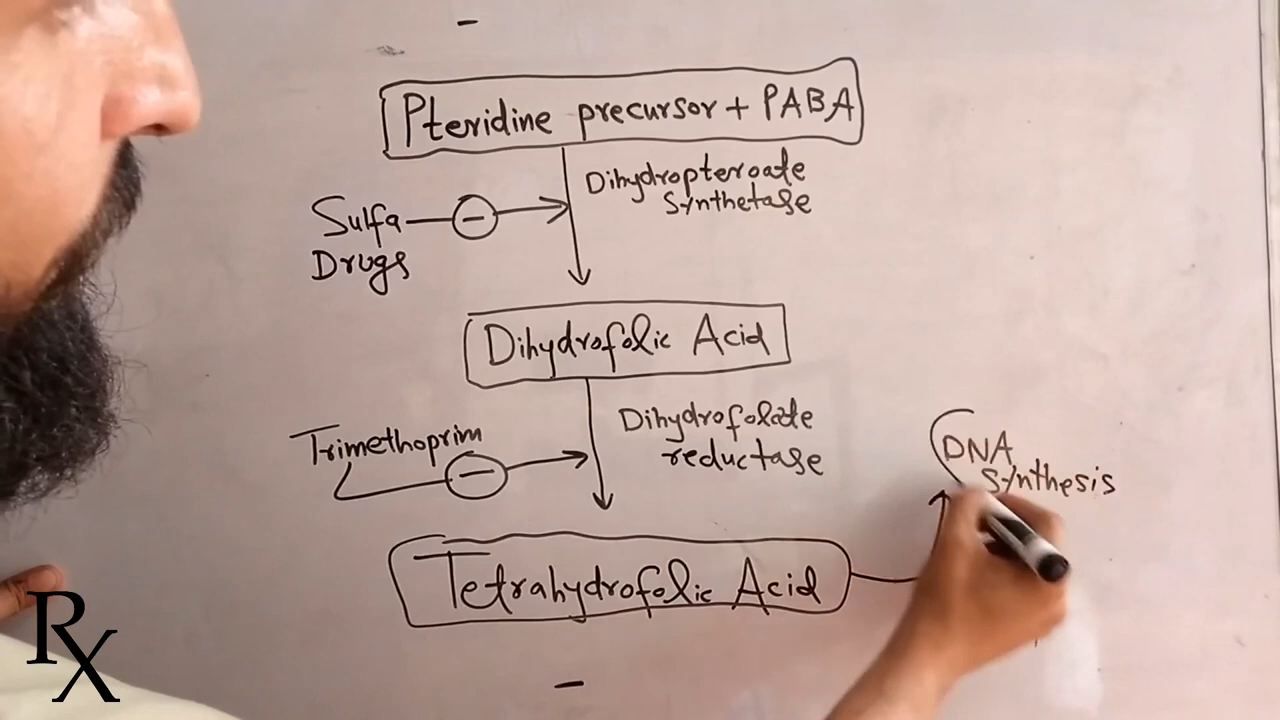 Pteridine precursor + PABA
Dihydropteroate
Synthetase
Sulfa
Drugs
Dihydrofolic Acid
Dihydrofolate
reductase
Trimethoprim
DNA
Synthesis
Tetrahydrofolic Acid
RX